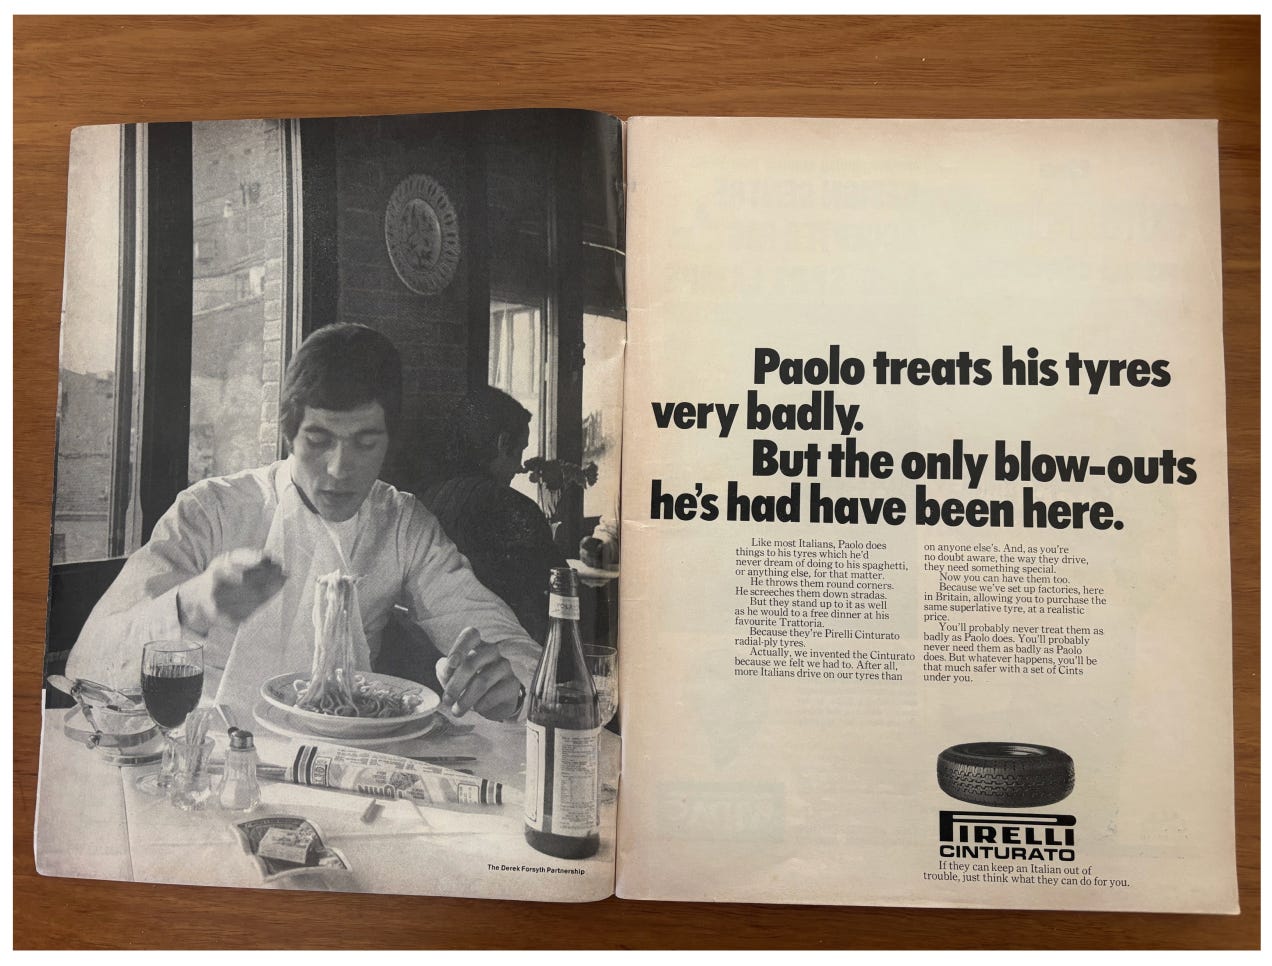 The Derek Forsyth Partnership
Paolo treats his tyres
very badly.
But the only blow-outs
he's had have been here.
Like most Italians, Paolo does
things to his tyres which he'd
never dream of doing to his spaghetti,
or anything else, for that matter.
He throws them round corners.
He screeches them down stradas.
But they stand up to it as well
as he would to a free dinner at his
favourite Trattoria.
Because they're Pirelli Cinturato
radial-ply tyres.
Actually, we invented the Cinturato
because we felt we had to. After all,
more Italians drive on our tyres than
on anyone else's. And, as you're
no doubt aware, the way they drive,
they need something special.
Now you can have them too.
Because we've set up factories, here
in Britain, allowing you to purchase the
same superlative tyre, at a realistic
price.
You'll probably never treat them as
badly as Paolo does. You'll probably
never need them as badly as Paolo
does. But whatever happens, you'll be
that much safer with a set of Cints
under you.
PIRELLI
CINTURATO
If they can keep an Italian out of
trouble, just think what they can do for you.